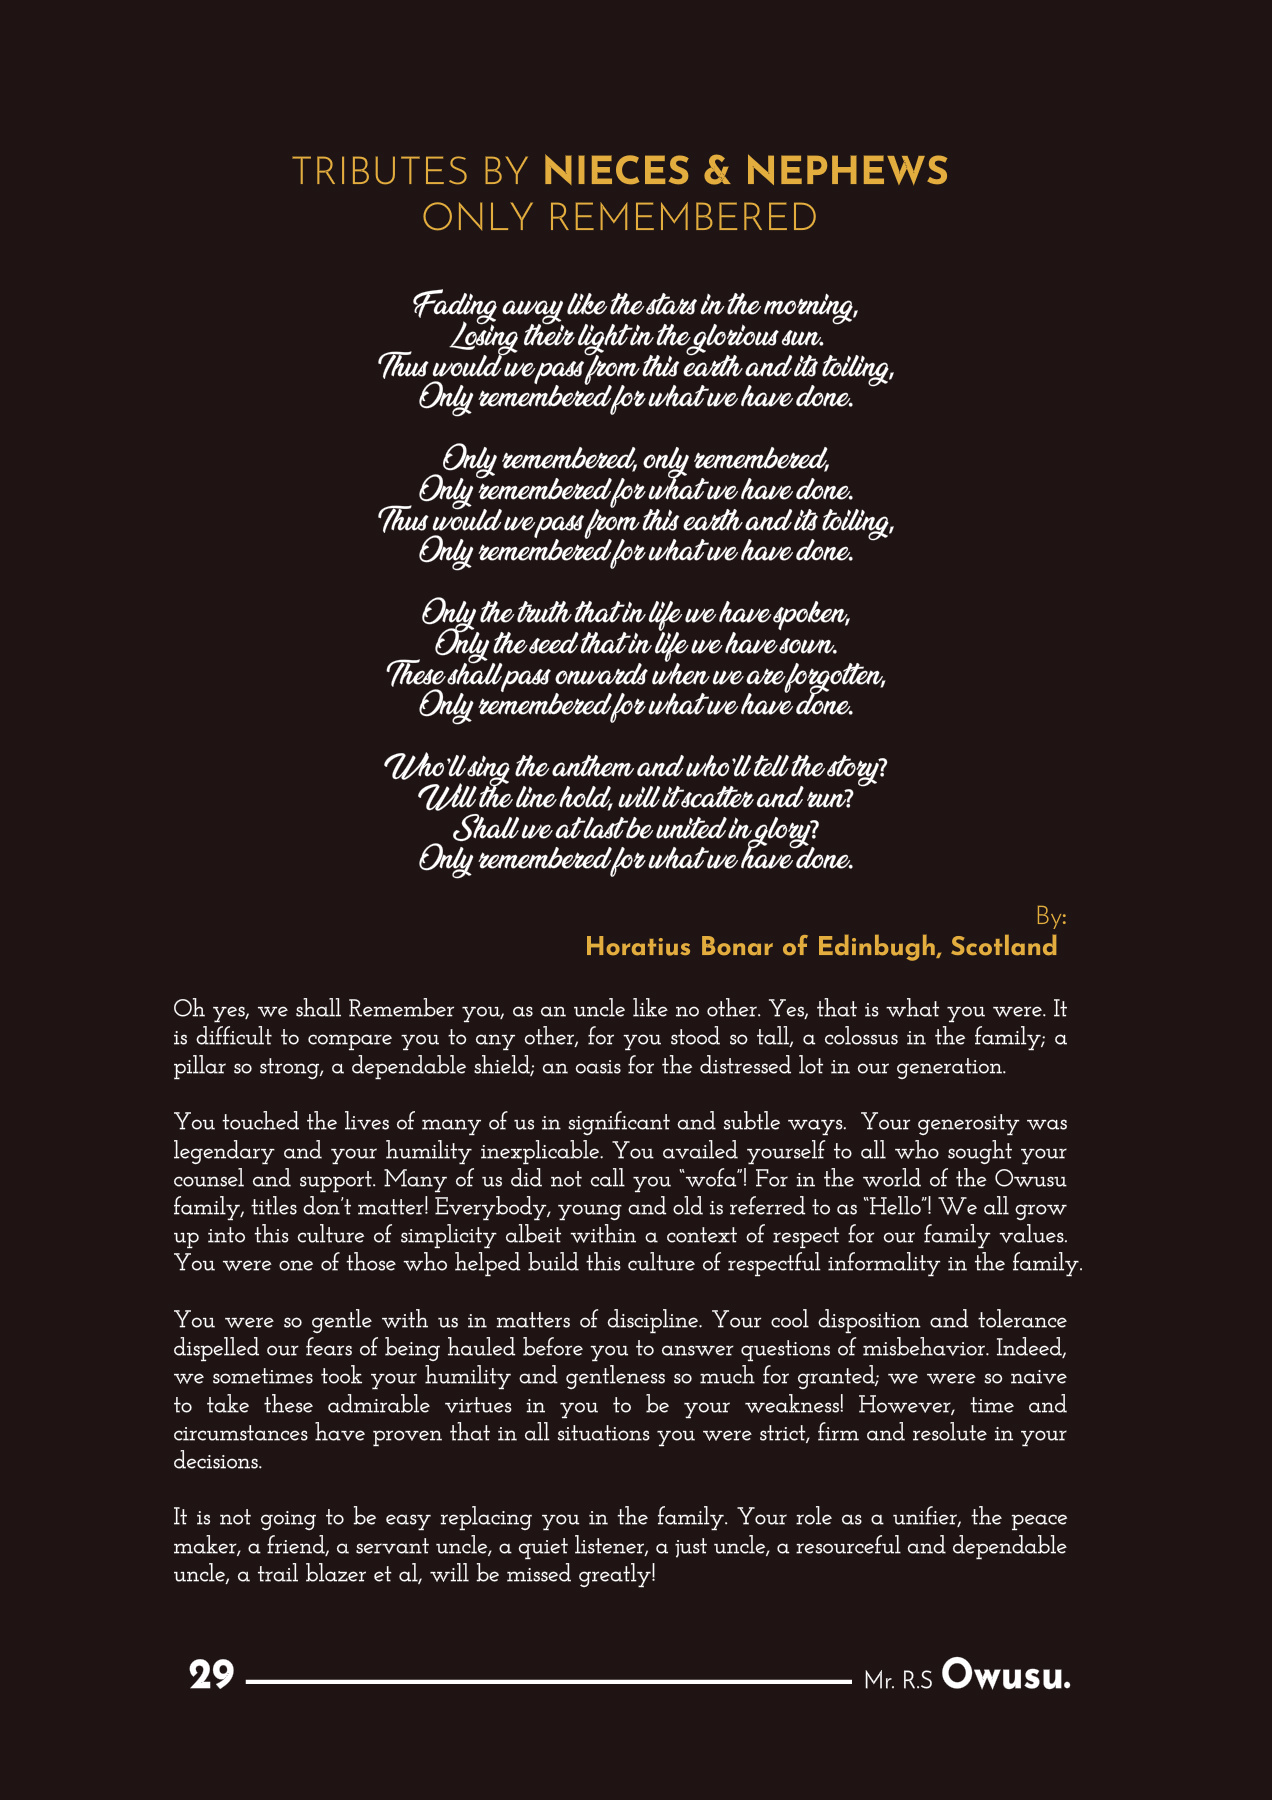 TRIBUTES BY NIECES & NEPHEWS
ONLY REMEMBERED
Fading away like the stars in the morning,
Losing their light in the glorious sun.
Thus would we pass from this earth and its toiling,
Only remembered for what we have done.
Only remembered, only remembered,
Only remembered for what we have done.
Thus would we pass from this earth and its toiling,
Only remembered for what we have done.
Only the truth that in life we have spoken,
Only the seed that in life we have sown.
These shall pass onwards when we are forgotten,
Only remembered for what we have done.
Who'll sing the anthem and who'll tell the story?
Will the line hold, will it scatter and run?
Shall we at last be united in glory?
Only remembered for what we have done.
By:
Horatius Bonar of Edinbugh, Scotland
Oh yes, we shall Remember you, as an uncle like no other. Yes, that is what you were. It
is difficult to compare you to any other, for you stood so tall, a colossus in the family; a
pillar so strong, a dependable shield; an oasis for the distressed lot in our generation.
You touched the lives of many of us in significant and subtle ways. Your generosity was
legendary and your humility inexplicable. You availed yourself to all who sought your
counsel and support. Many of us did not call you "wofa"! For in the world of the Owusu
family, titles don't matter! Everybody, young and old is referred to as "Hello"! We all grow
up into this culture of simplicity albeit within a context of respect for our family values.
You were one of those who helped build this culture of respectful informality in the family.
You were so gentle with us in matters of discipline. Your cool disposition and tolerance
dispelled our fears of being hauled before you to answer questions of misbehavior. Indeed,
we sometimes took your humility and gentleness so much for granted; we were so naive
to take these admirable virtues in you to be your weakness! However, time and
circumstances have proven that in all situations you were strict, firm and resolute in your
decisions.
It is not going to be easy replacing you in the family. Your role as a unifier, the peace
maker, a friend, a servant uncle, a quiet listener, a just uncle, a resourceful and dependable
uncle, a trail blazer et al, will be missed greatly!
29 Mr. R.S Owusu.